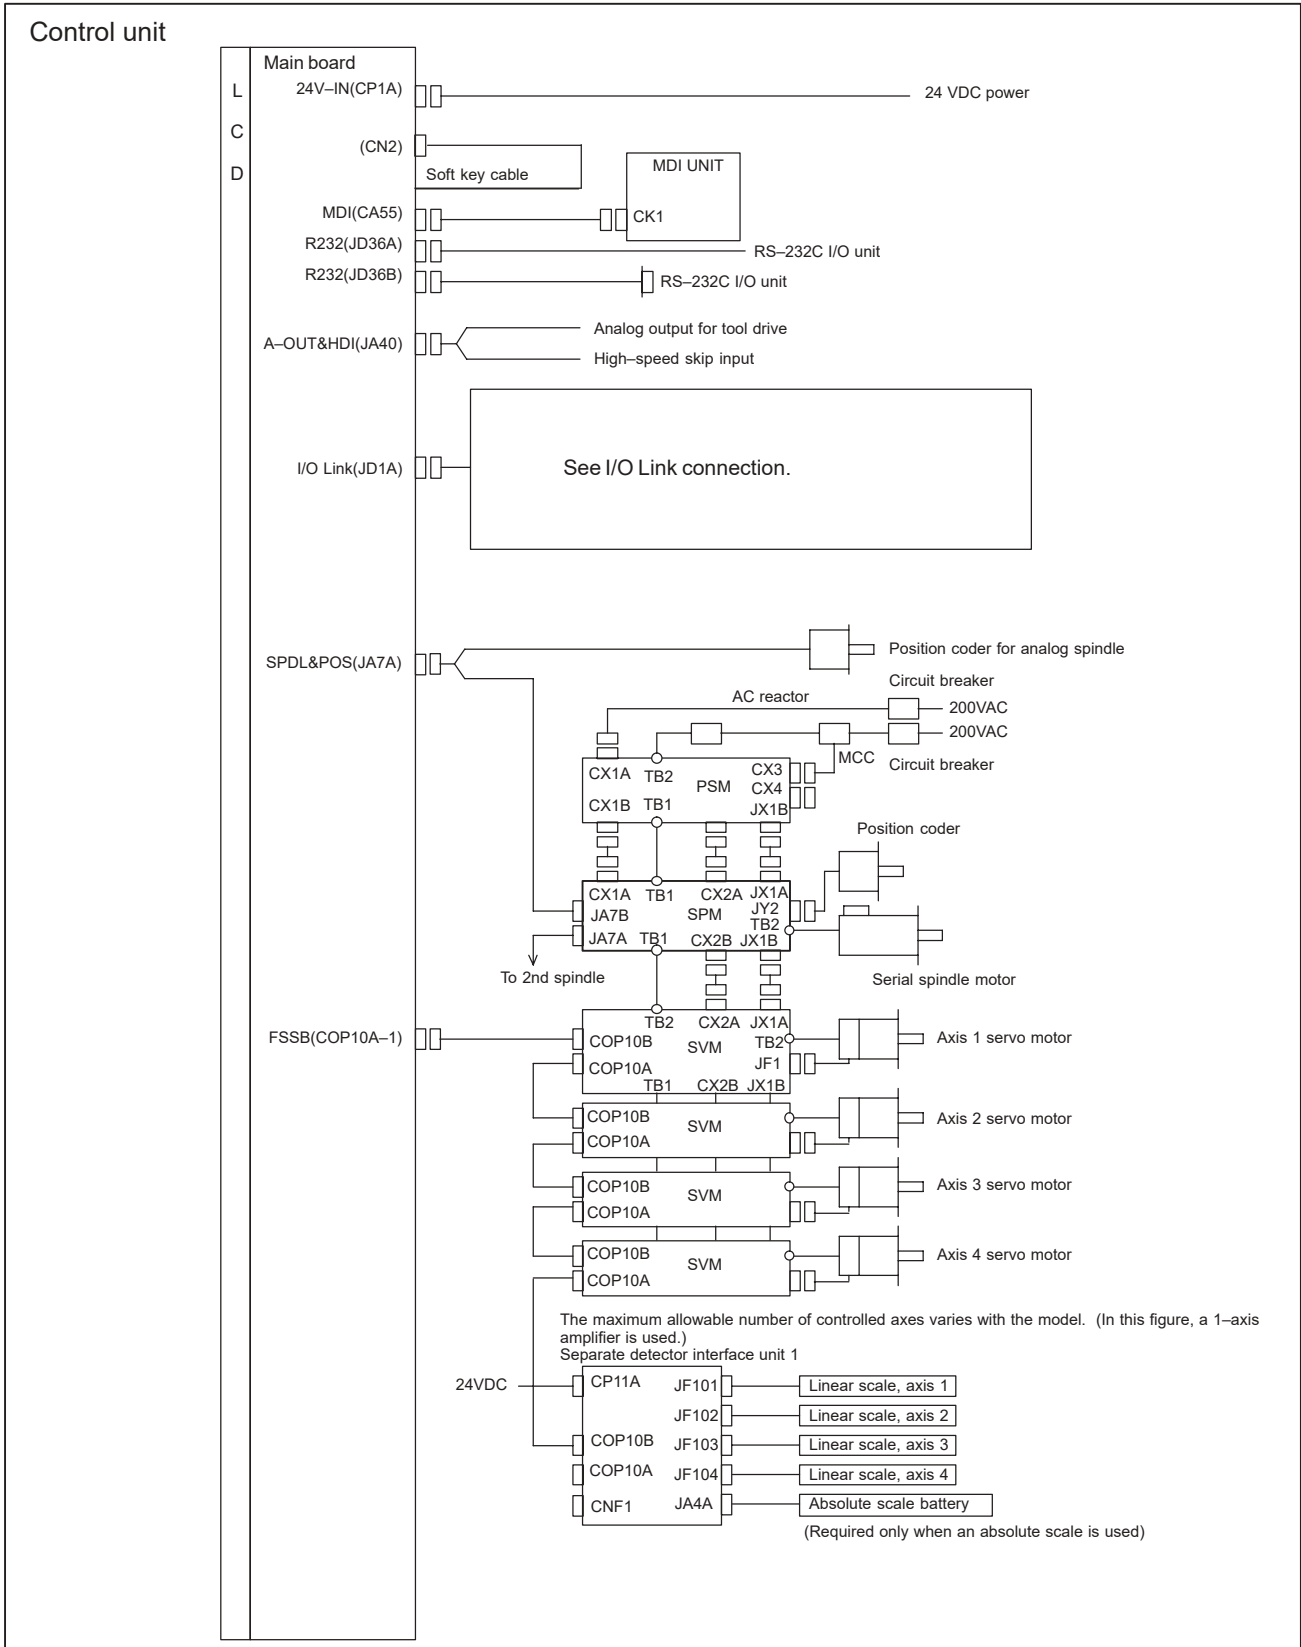 Control unit
L
C
D
Main board
24V–IN(CP1A)
24 VDC power
(CN2)
Soft key cable
MDI UNIT
MDI(CA55)
CK1
R232(JD36A)
RS–232C I/O unit
R232(JD36B)
RS–232C I/O unit
A–OUT&HDI(JA40)
Analog output for tool drive
High–speed skip input
I/O Link(JD1A)
See I/O Link connection.
SPDL&POS(JA7A)
Position coder for analog spindle
Circuit breaker
AC reactor
200VAC
200VAC
MCC
Circuit breaker
CX1A TB2 PSM CX3
CX4
CX1B TB1 JX1B
Position coder
CX1A TB1 CX2A JX1A
JA7B SPM JY2
TB2
JA7A TB1 CX2B JX1B
To 2nd spindle
Serial spindle motor
FSSB(COP10A–1)
TB2 CX2A JX1A
COP10B SVM TB2
Axis 1 servo motor
COP10A JF1
TB1 CX2B JX1B
COP10B SVM
Axis 2 servo motor
COP10A
COP10B SVM
Axis 3 servo motor
COP10A
COP10B SVM
Axis 4 servo motor
COP10A
The maximum allowable number of controlled axes varies with the model. (In this figure, a 1–axis
amplifier is used.)
Separate detector interface unit 1
24VDC
CP11A JF101
Linear scale, axis 1
JF102
Linear scale, axis 2
COP10B JF103
Linear scale, axis 3
COP10A JF104
Linear scale, axis 4
CNF1 JA4A
Absolute scale battery
(Required only when an absolute scale is used)